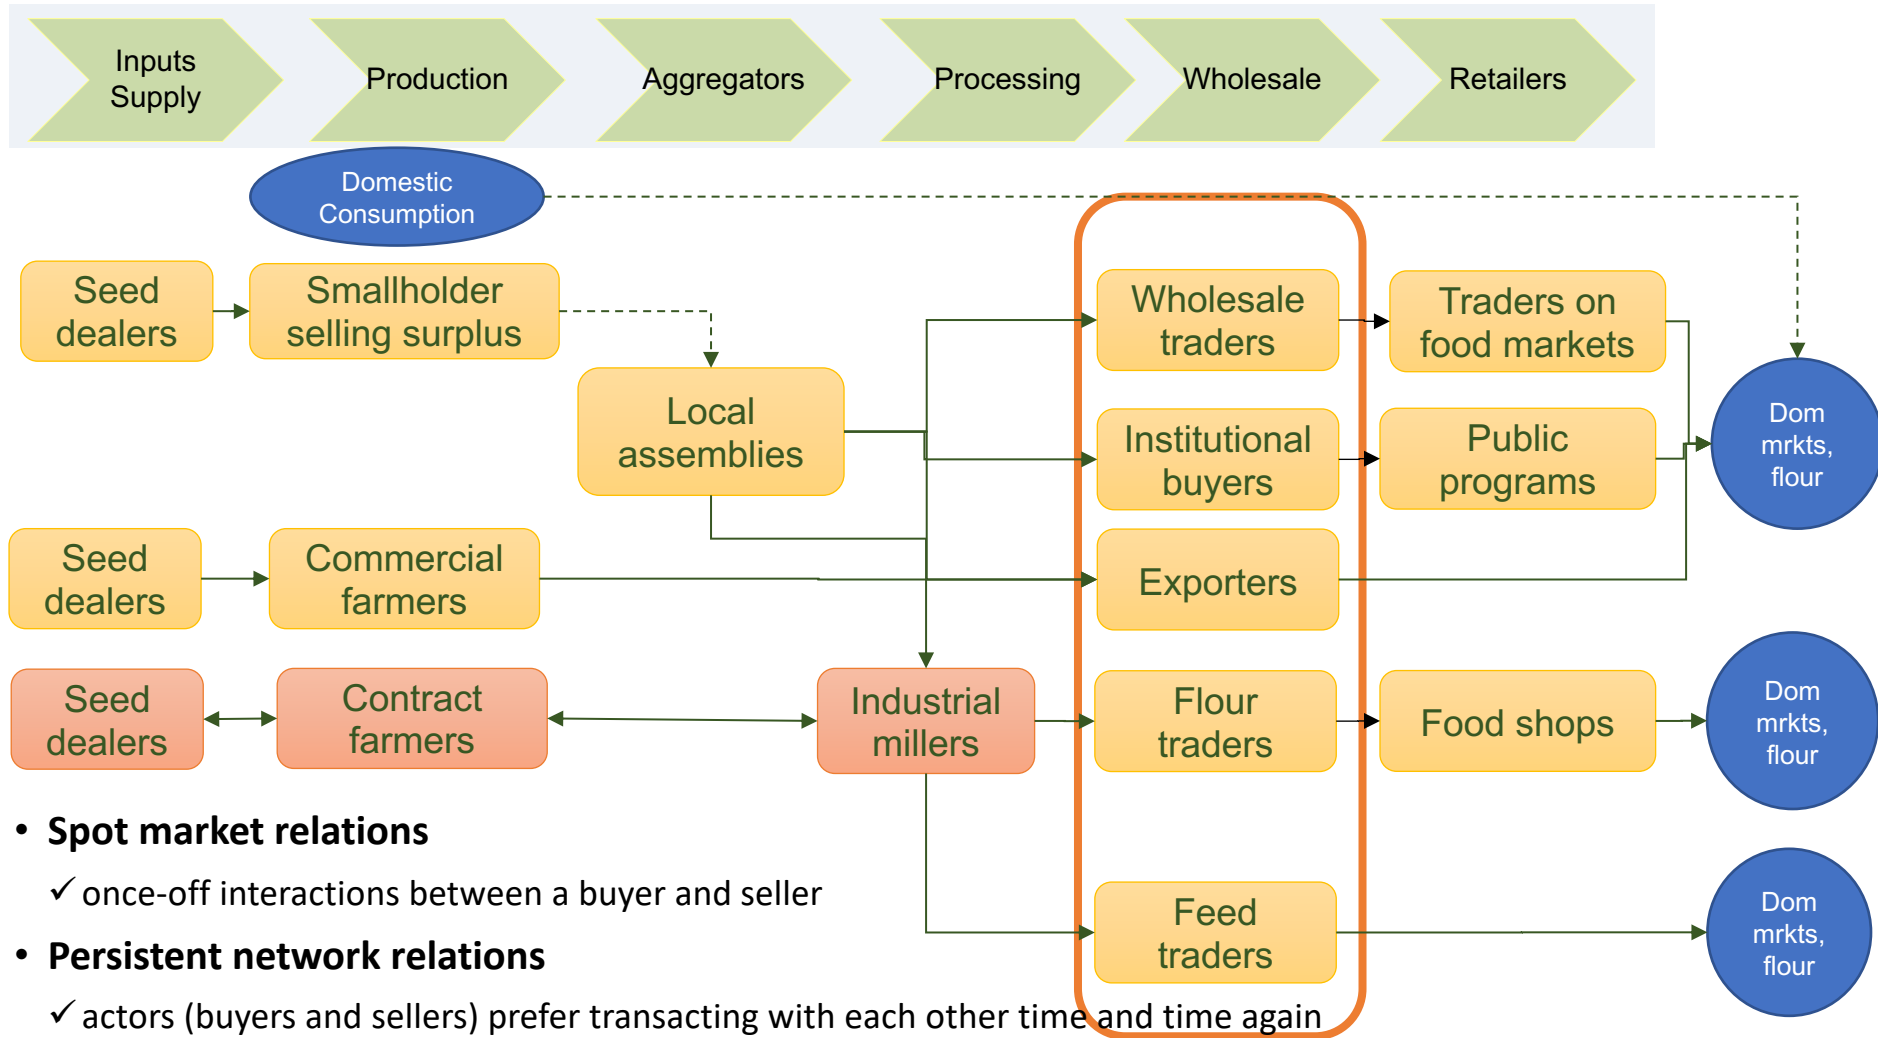 Inputs
Supply
Production
Aggregators
Processing
Wholesale
Retailers
Domestic
Consumption
Seed
dealers
Smallholder
selling surplus
Wholesale
traders
Traders on
food markets
Local
assemblies
Institutional
buyers
Public
programs
Dom
mrkts,
flour
Seed
dealers
Commercial
farmers
Exporters
Seed
dealers
Contract
farmers
Industrial
millers
Flour
traders
Food shops
Dom
mrkts,
flour
• Spot market relations
✓ once-off interactions between a buyer and seller
Feed
traders
Dom
mrkts,
flour
• Persistent network relations
✓ actors (buyers and sellers) prefer transacting with each other time and time again